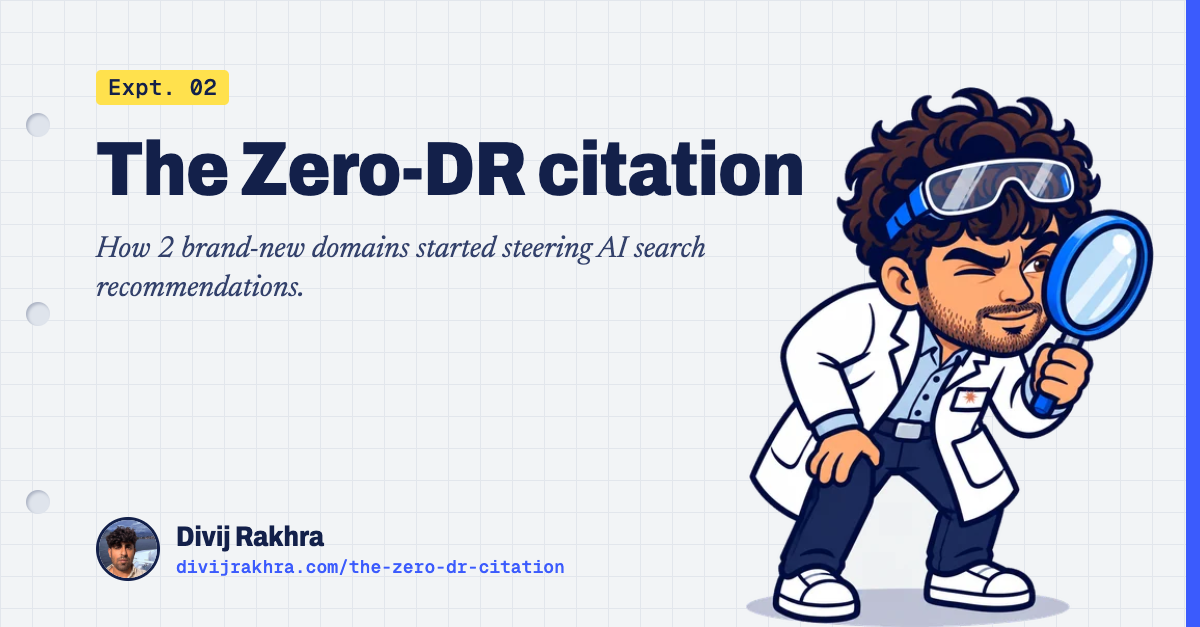 Expt. 02
The Zero-DR citation
How 2 brand-new domains started steering AI search
recommendations.
Divij Rakhra
divijrakhra.com/the-zero-dr-citation